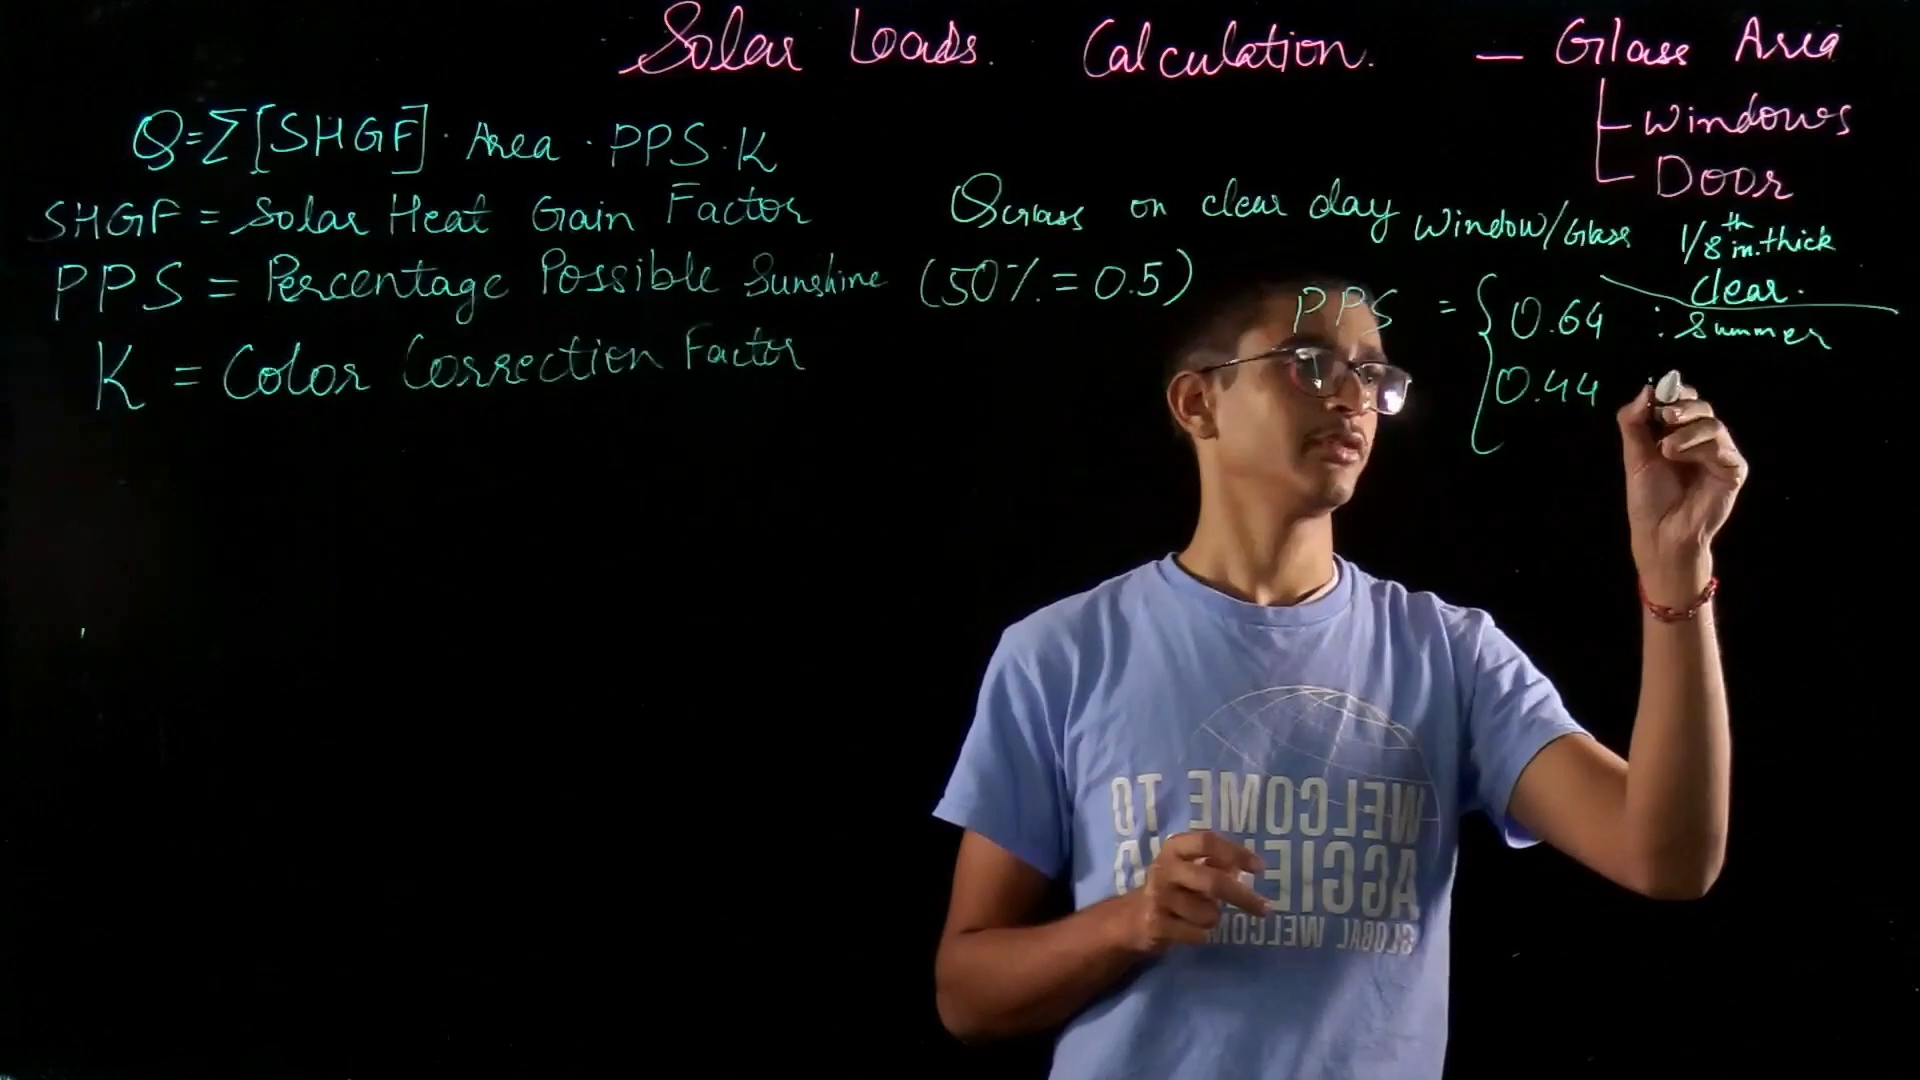 Solar Loads. Calculation. — Glass Area
Windows
Door
Q=Σ[SHGF]·Area·PPS·K
SHGF = Solar Heat Gain Factor
QGlass on clear day Window/Glass 1/8th in. thick
clear.
PPS = Percentage Possible Sunshine (50% = 0.5)
PPS = { 0.64 : Summer
0.44 :
K = Color Correction Factor
WELCOME TO
GLOBAL WELCOM